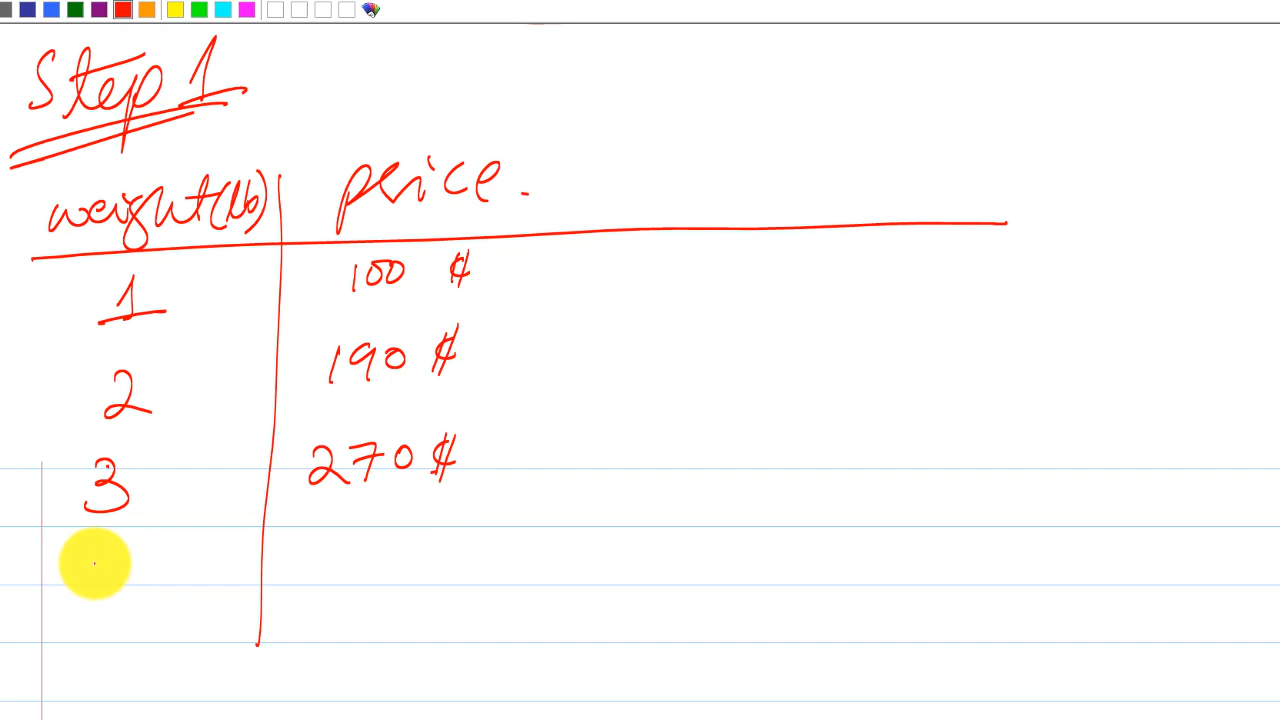 Step 1
weight(lb) price.
1 100 ¢
2 190 ¢
3 270 ¢